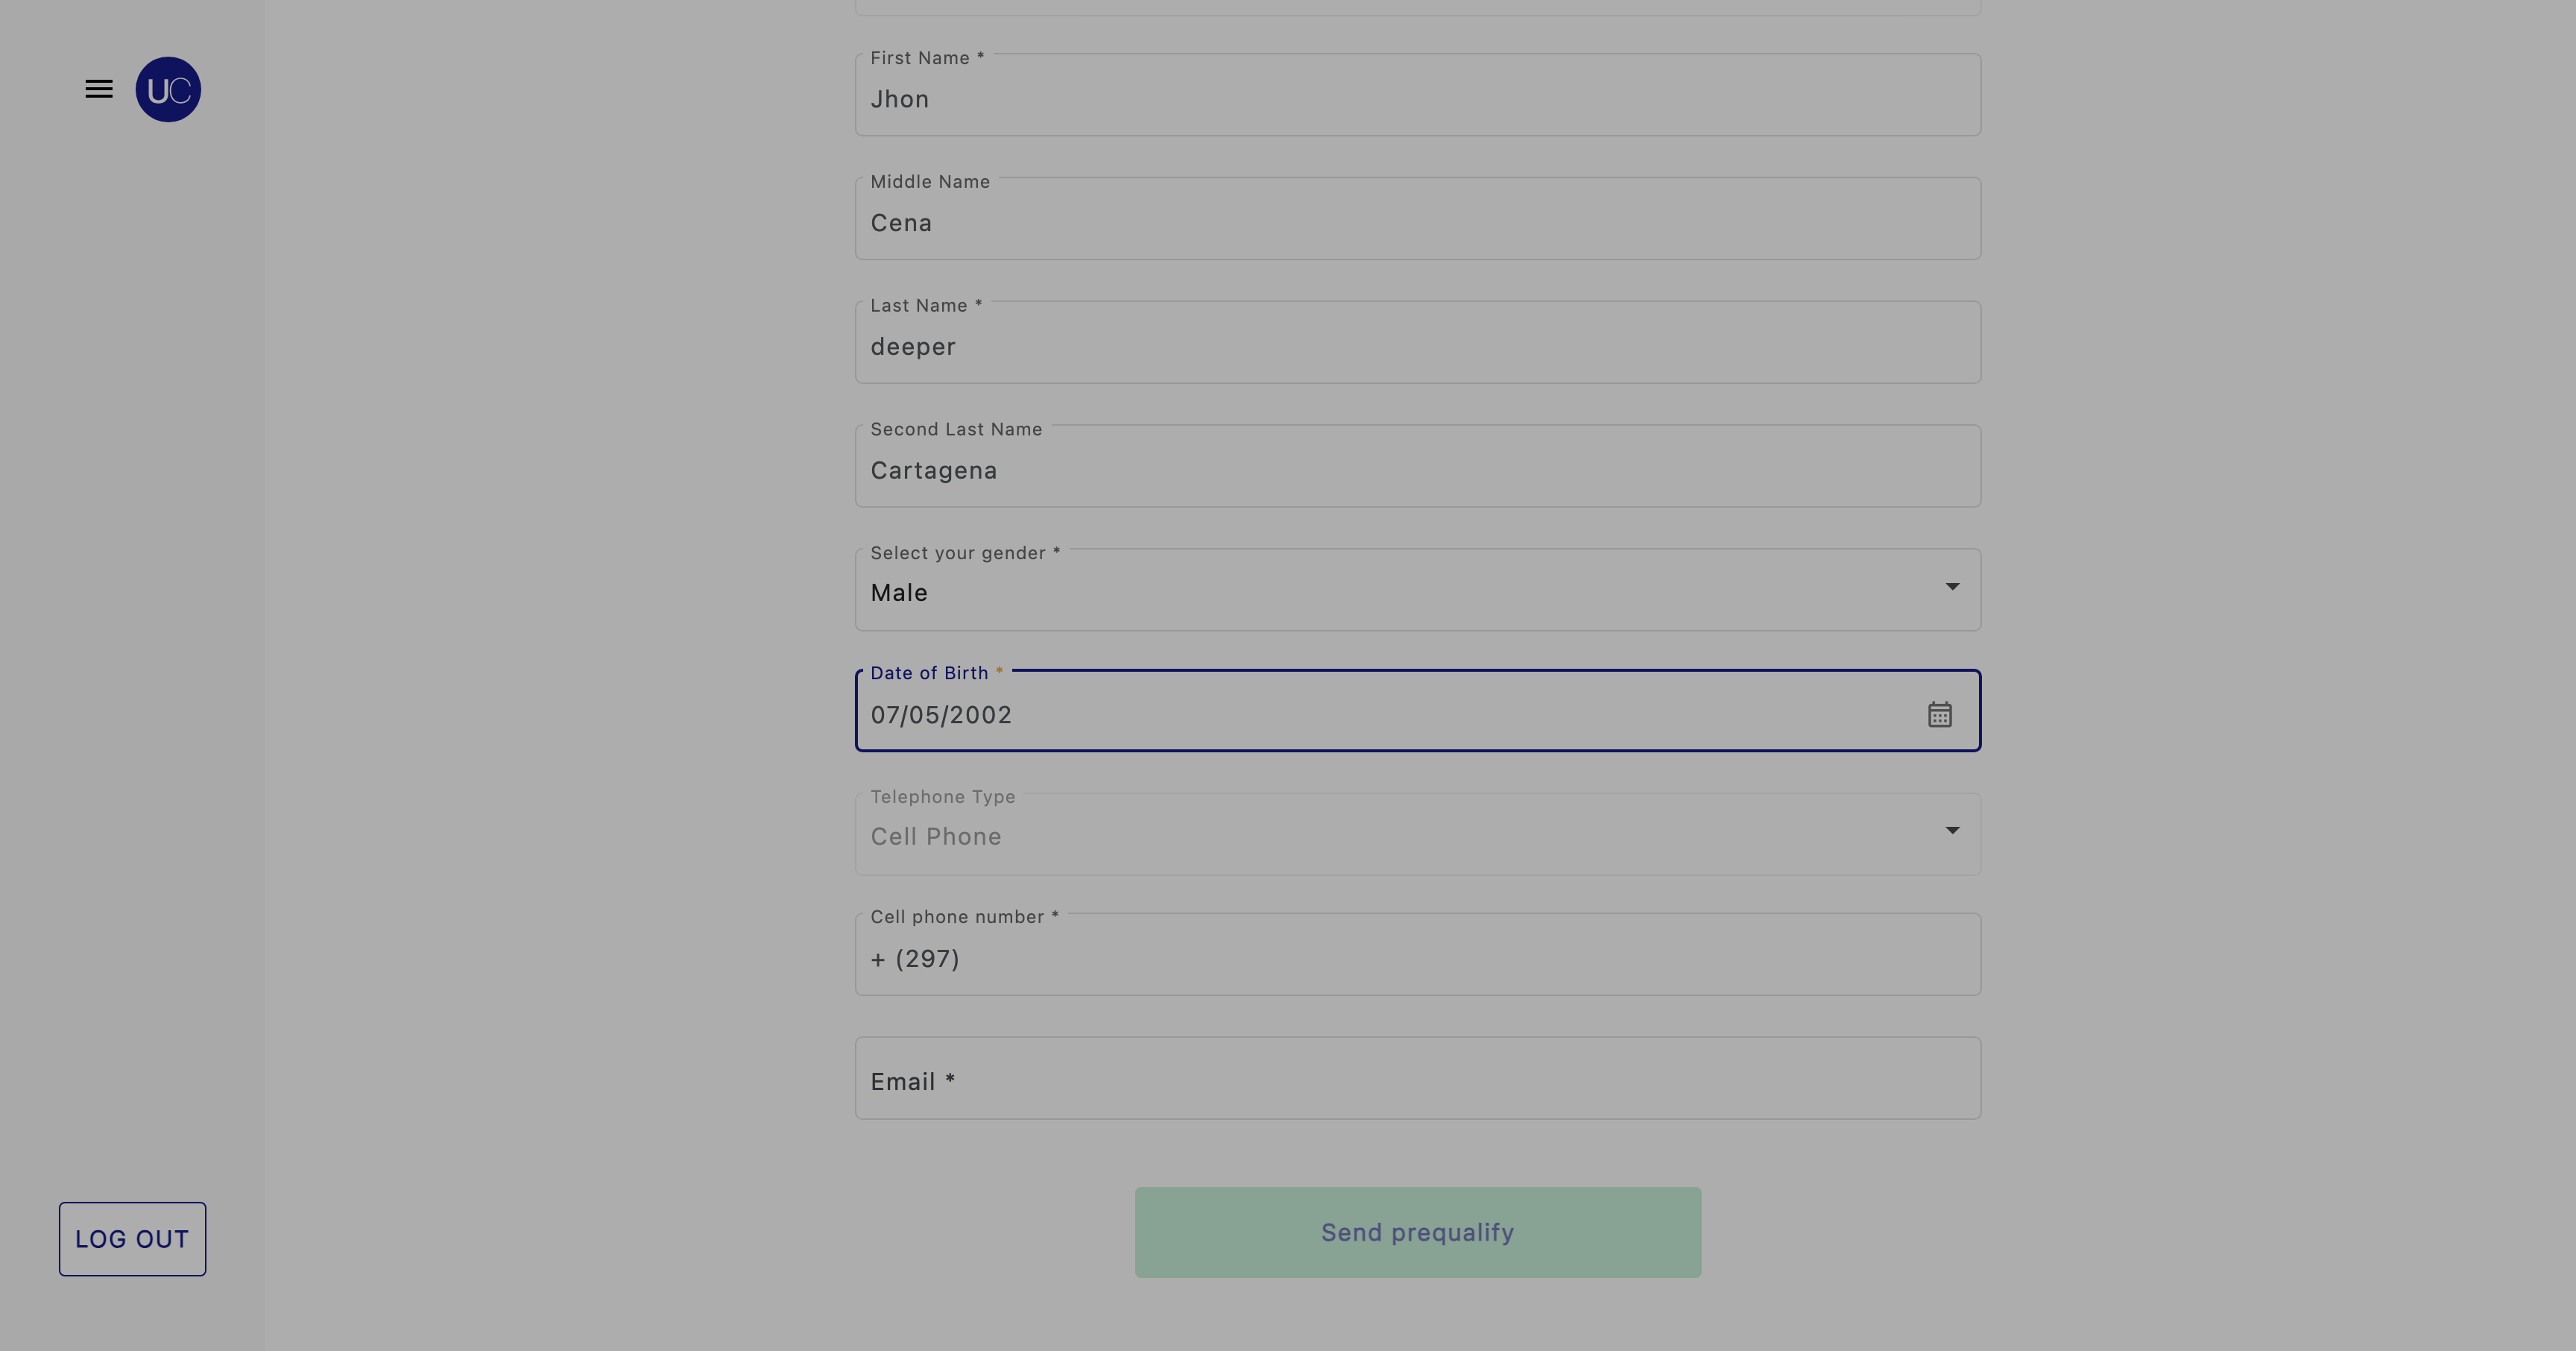 UC
First Name *
Jhon
Middle Name
Cena
Last Name *
deeper
Second Last Name
Cartagena
Select your gender *
Male
Date of Birth *
07/05/2002
Telephone Type
Cell Phone
Cell phone number *
+ (297)
Email *
Send prequalify
LOG OUT